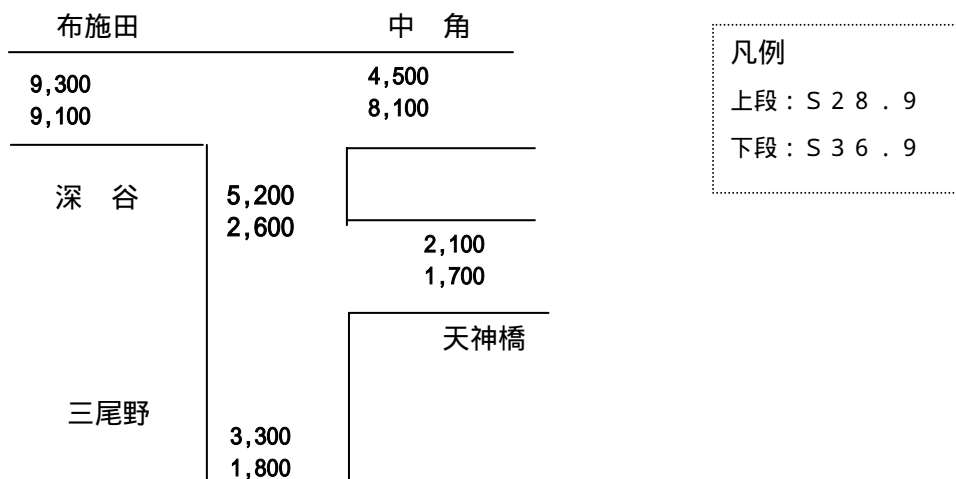 布施田
中 角
9,300
9,100
4,500
8,100
凡例
上段:S28.9
下段:S36.9
深 谷
5,200
2,600
2,100
1,700
天神橋
三尾野
3,300
1,800